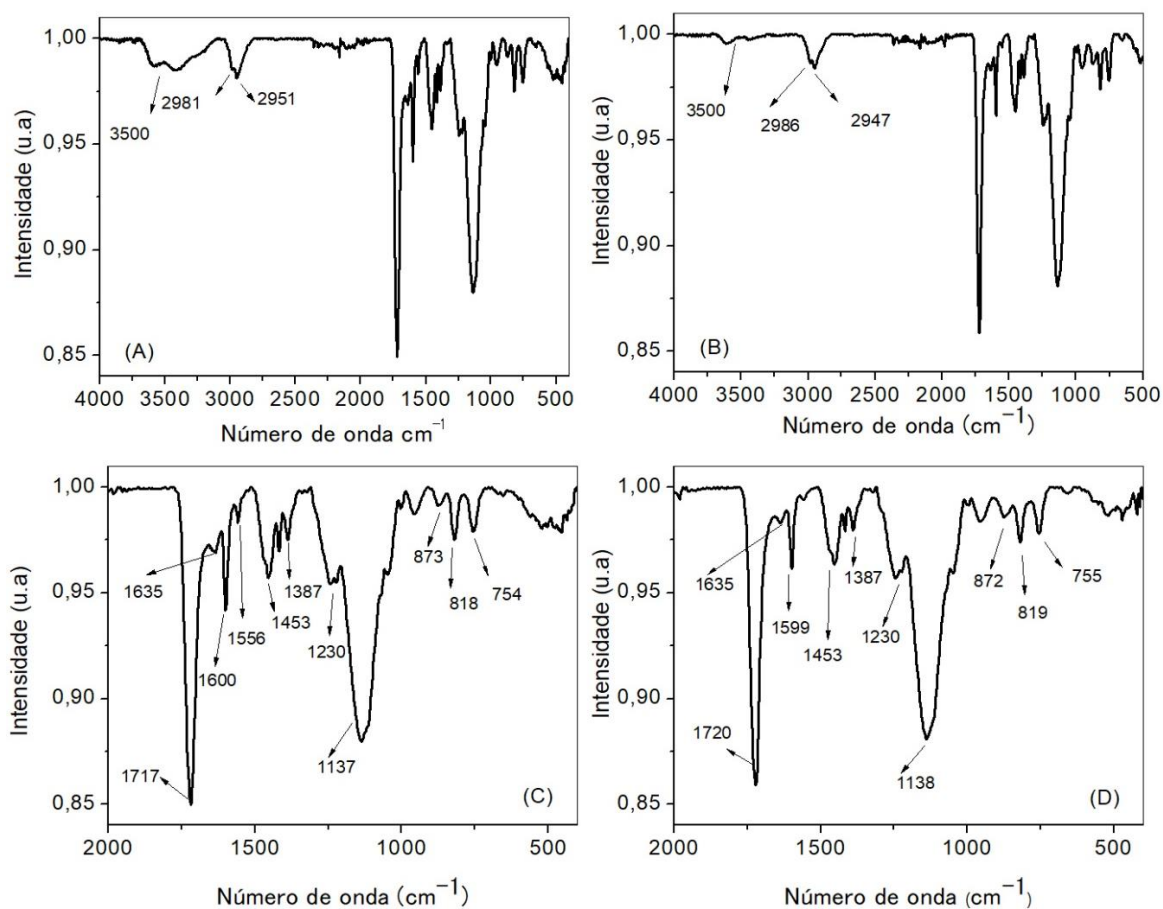 1,00
0,95
0,90
0,85
Intensidade (u.a)
2981
2951
3500
(A)
4000 3500 3000 2500 2000 1500 1000 500
Número de onda cm⁻¹
1,00
0,95
0,90
0,85
Intensidade (u.a)
3500
2986
2947
(B)
4000 3500 3000 2500 2000 1500 1000 500
Número de onda (cm⁻¹)
1,00
0,95
0,90
0,85
Intensidade (u.a)
1635
1556
1453
1387
873
818
754
1600
1230
1717
1137
(C)
2000 1500 1000 500
Número de onda (cm⁻¹)
1,00
0,95
0,90
0,85
Intensidade (u.a)
1635
1599
1453
1387
1230
872
819
755
1720
1138
(D)
2000 1500 1000 500
Número de onda (cm⁻¹)